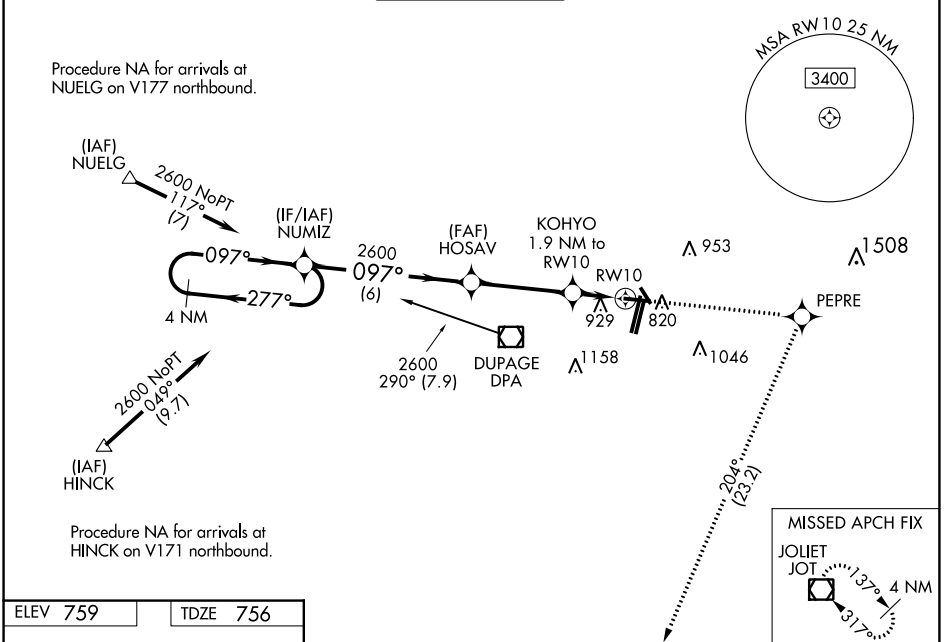 MSA RW10 25 NM
3400
Procedure NA for arrivals at
NUELG on V177 northbound.
(IAF)
NUELG
2600 NoPT
117°
(7)
(IF/IAF)
NUMIZ
097°
277°
4 NM
2600
097°
(6)
(FAF)
HOSAV
KOHYO
1.9 NM to
RW10
RW10
953
1508
929
820
PEPRE
1158
1046
DUPAGE
DPA
2600
290° (7.9)
2600 NoPT
049°
(9.7)
(IAF)
HINCK
204°
(23.2)
Procedure NA for arrivals at
HINCK on V171 northbound.
MISSED APCH FIX
JOLIET
JOT
137°
4 NM
317°
ELEV 759
TDZE 756